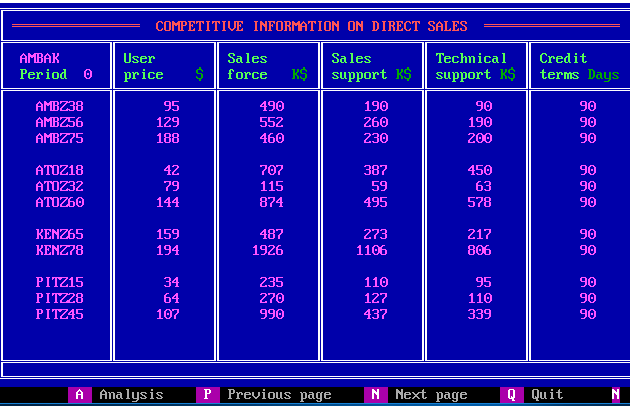 COMPETITIVE INFORMATION ON DIRECT SALES
AMBAK User Sales Sales Technical Credit
Period 0 price $ force K$ support K$ support K$ terms Days
AMBZ38 95 490 190 90 90
AMBZ56 129 552 260 190 90
AMBZ75 188 460 230 200 90
ATOZ18 42 707 387 450 90
ATOZ32 79 115 59 63 90
ATOZ60 144 874 495 578 90
KENZ65 159 487 273 217 90
KENZ78 194 1926 1106 806 90
PITZ15 34 235 110 95 90
PITZ28 64 270 127 110 90
PITZ45 107 990 437 339 90
A Analysis P Previous page N Next page Q Quit N